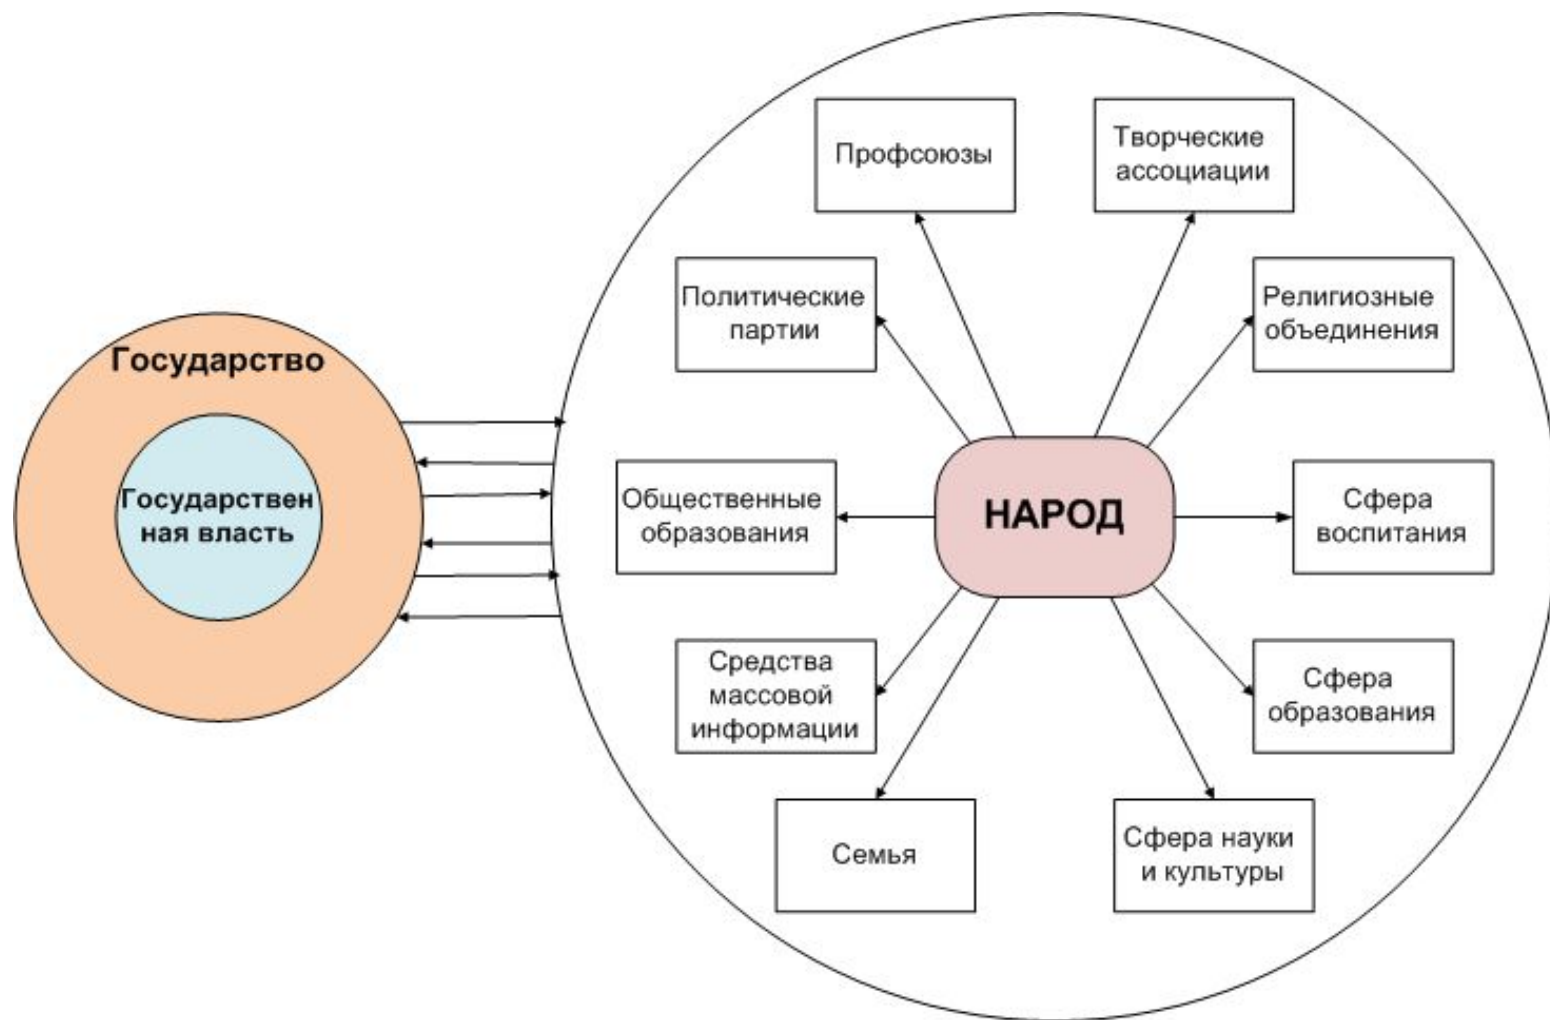 Государство
Государствен
ная власть
Профсоюзы
Творческие
ассоциации
Политические
партии
Религиозные
объединения
Общественные
образования
НАРОД
Сфера
воспитания
Средства
массовой
информации
Сфера
образования
Семья
Сфера науки
и культуры